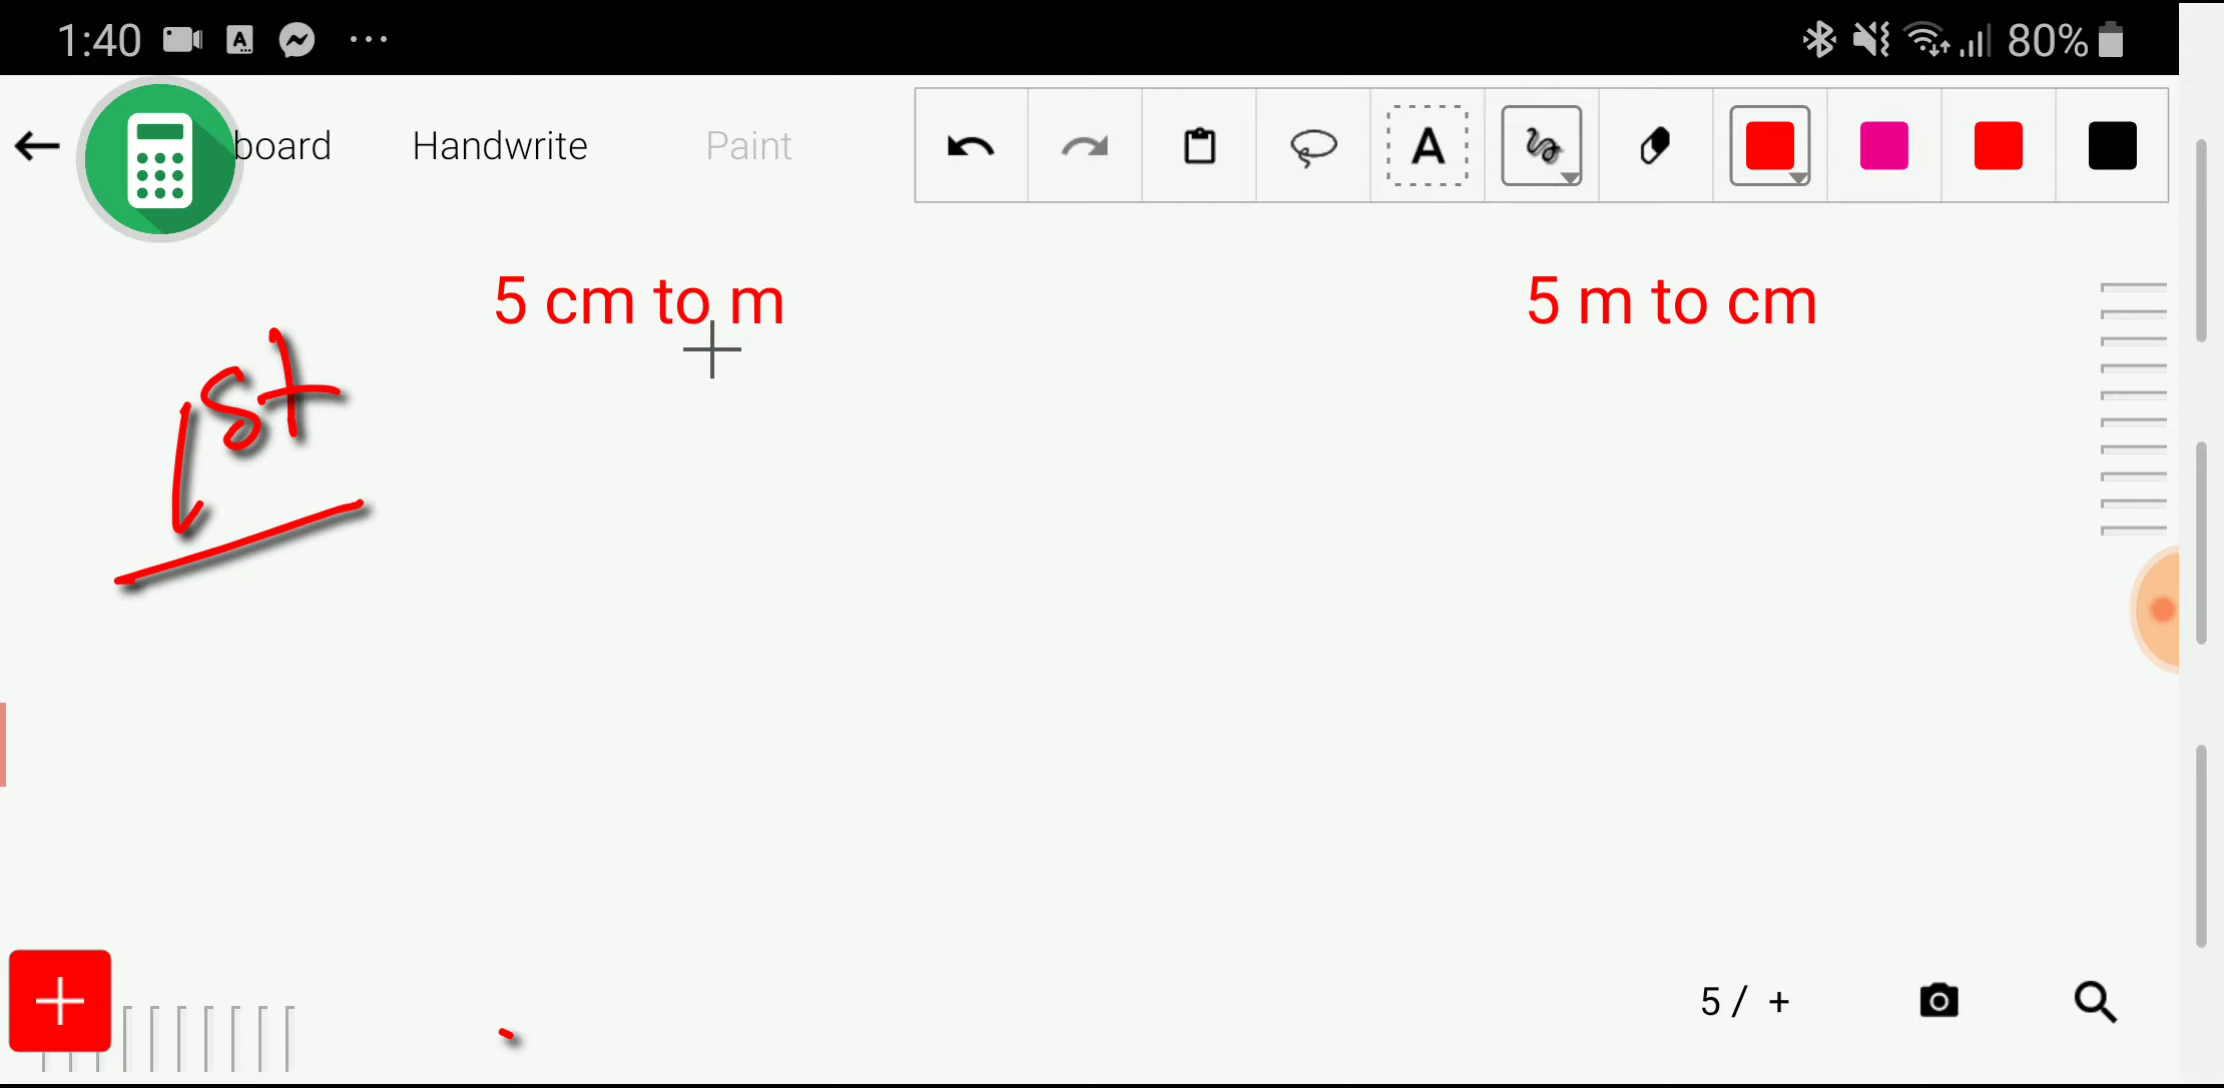 1:40 A... ... 80%
board Handwrite Paint A
5 cm to m 5 m to cm
1st
5 / +